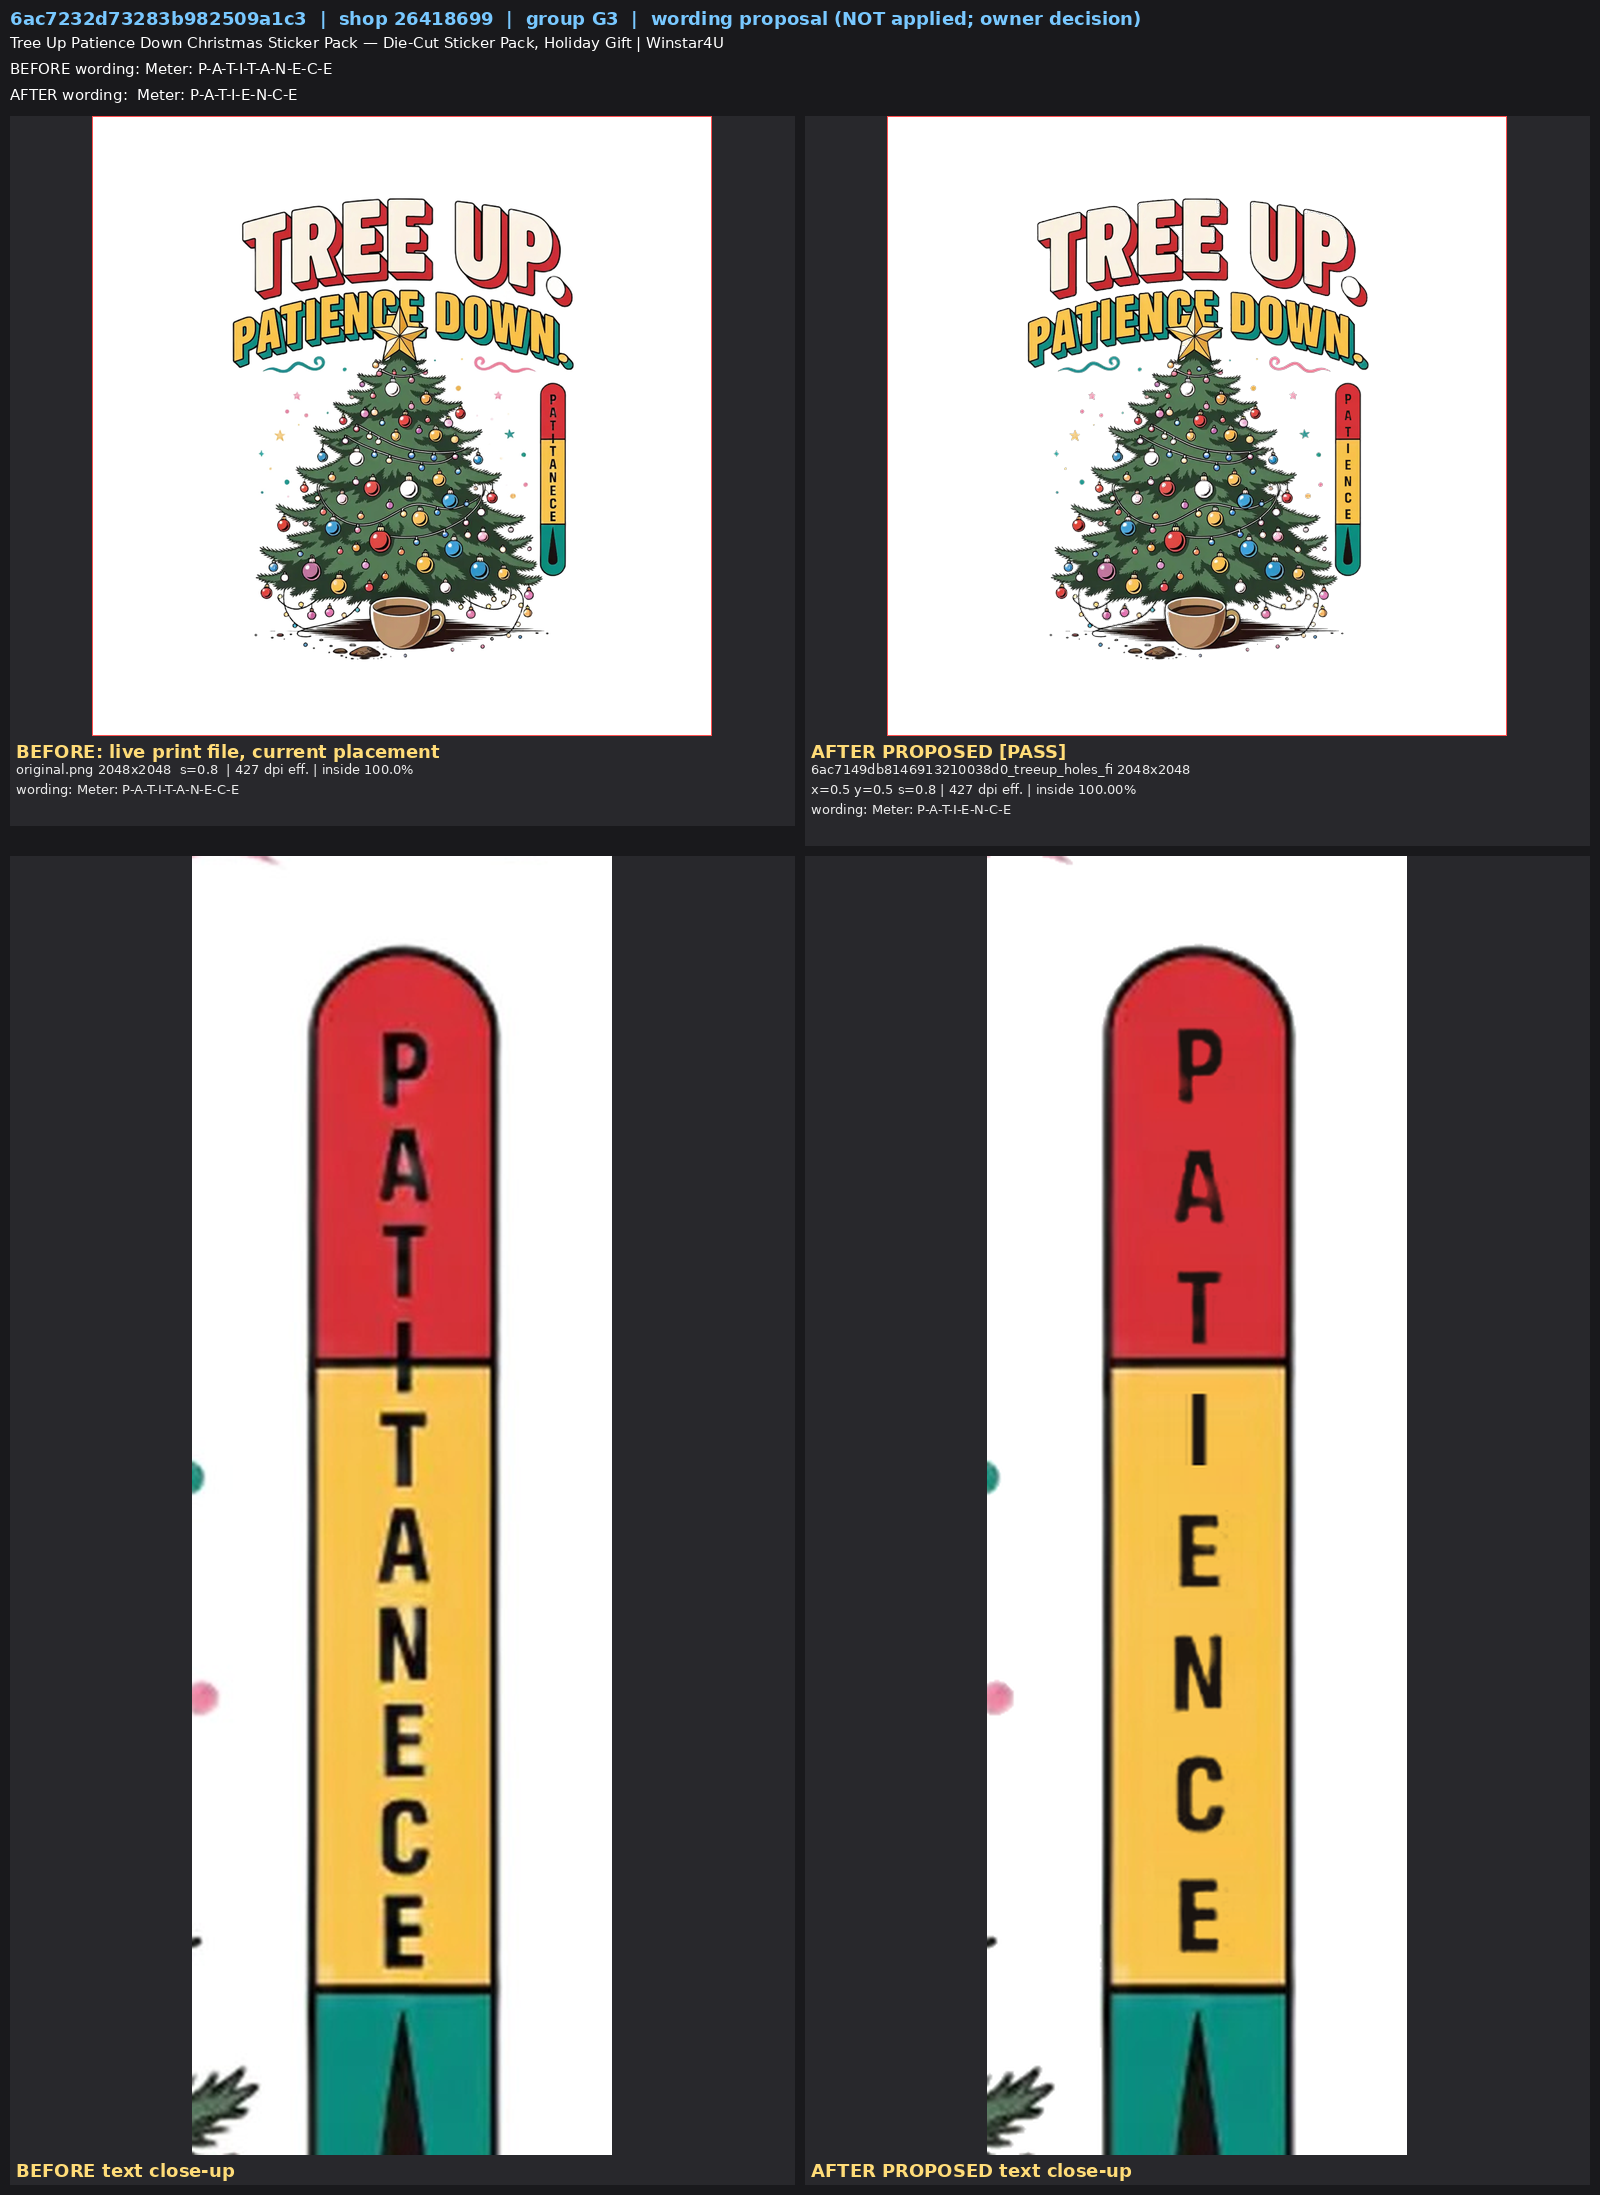 6ac7232d73283b982509a1c3 | shop 26418699 | group G3 | wording proposal (NOT applied; owner decision)
Tree Up Patience Down Christmas Sticker Pack — Die-Cut Sticker Pack, Holiday Gift | Winstar4U
BEFORE wording: Meter: P-A-T-I-T-A-N-E-C-E
AFTER wording: Meter: P-A-T-I-E-N-C-E
TREE UP.
PATIENCE DOWN.
PATITANECE
TREE UP.
PATIENCE DOWN.
PATIENCE
BEFORE: live print file, current placement
original.png 2048x2048 s=0.8 | 427 dpi eff. | inside 100.0%
wording: Meter: P-A-T-I-T-A-N-E-C-E
AFTER PROPOSED [PASS]
6ac7149db8146913210038d0_treeup_holes_fi 2048x2048
x=0.5 y=0.5 s=0.8 | 427 dpi eff. | inside 100.00%
wording: Meter: P-A-T-I-E-N-C-E
P
A
T
I
T
A
N
E
C
E
BEFORE text close-up
P
A
T
I
E
N
C
E
AFTER PROPOSED text close-up